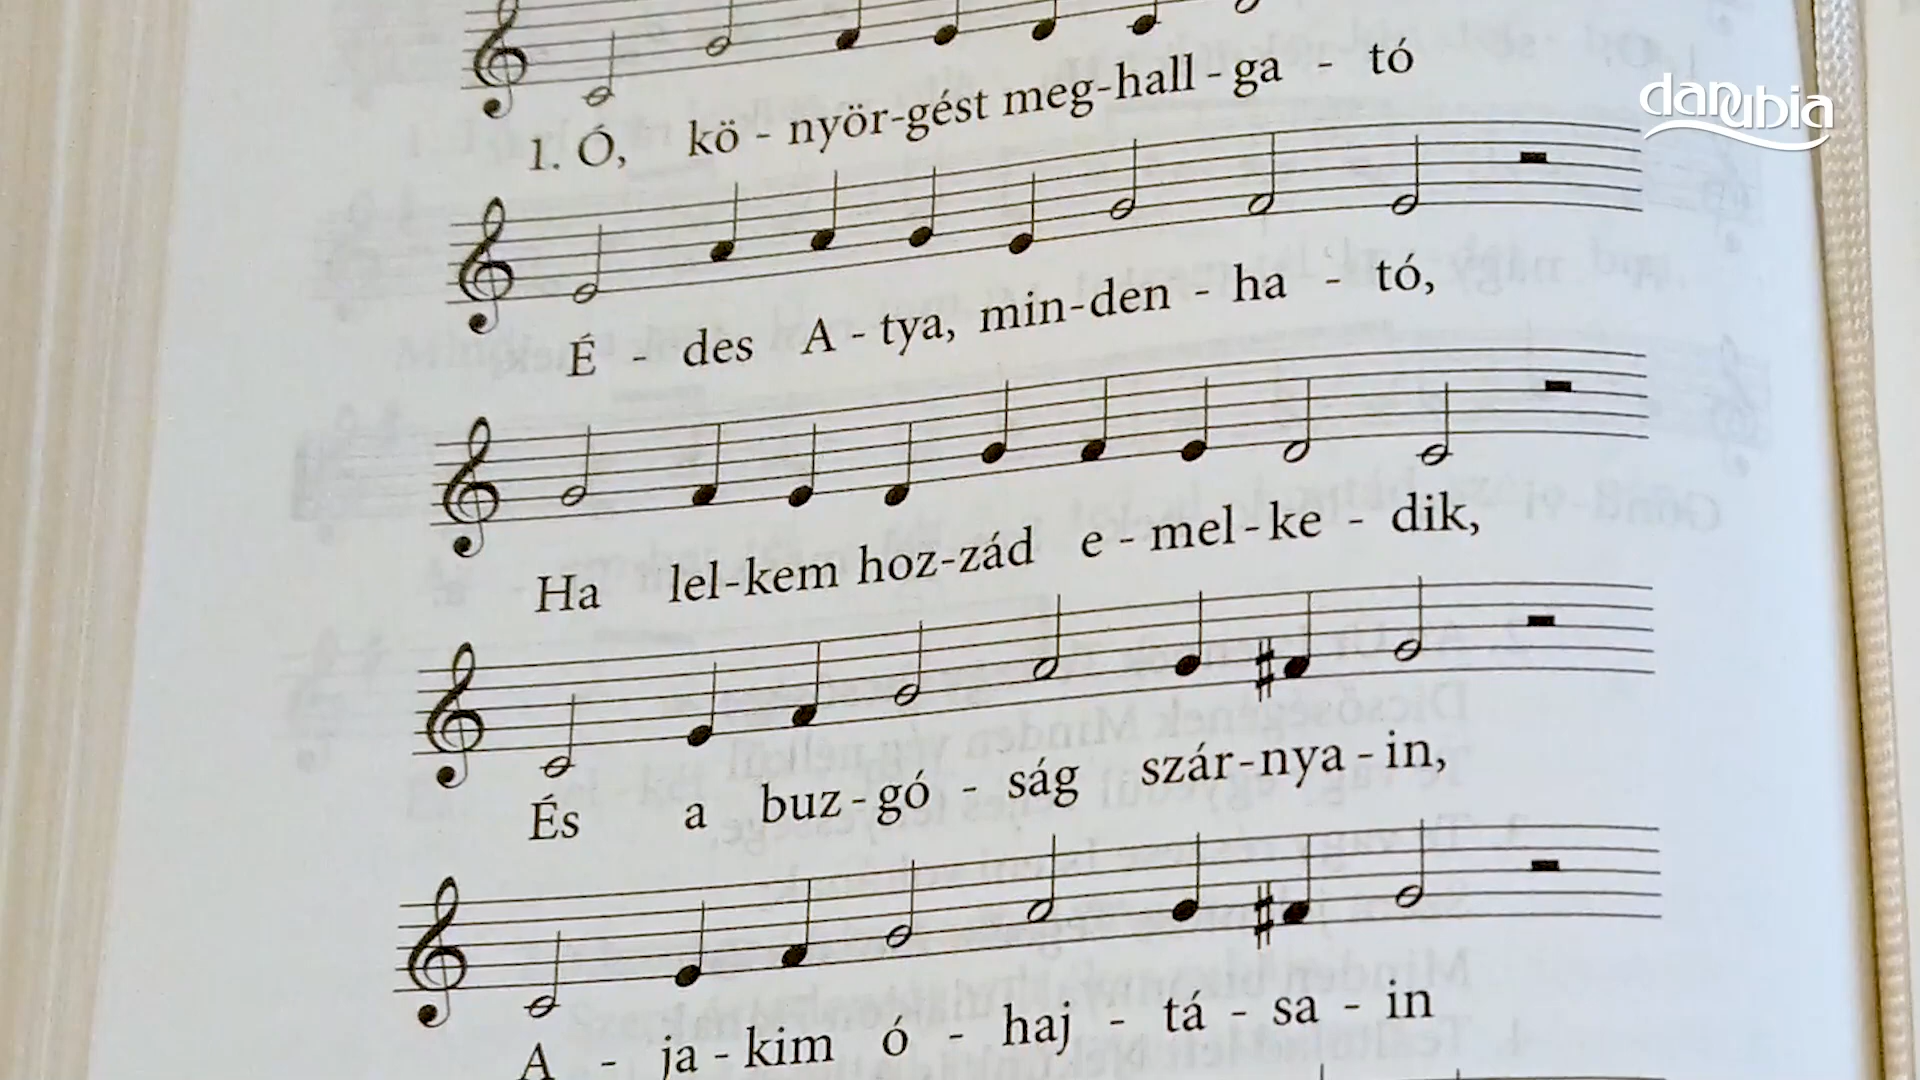 danubia
1. Ó, kö - nyör-gést meg-hall - ga - tó
É - des A - tya, min-den - ha - tó,
Ha lel-kem hoz-zád e - mel - ke - dik,
És a buz - gó - ság szár-nya - in,
A - ja - kim ó - haj - tá - sa - in